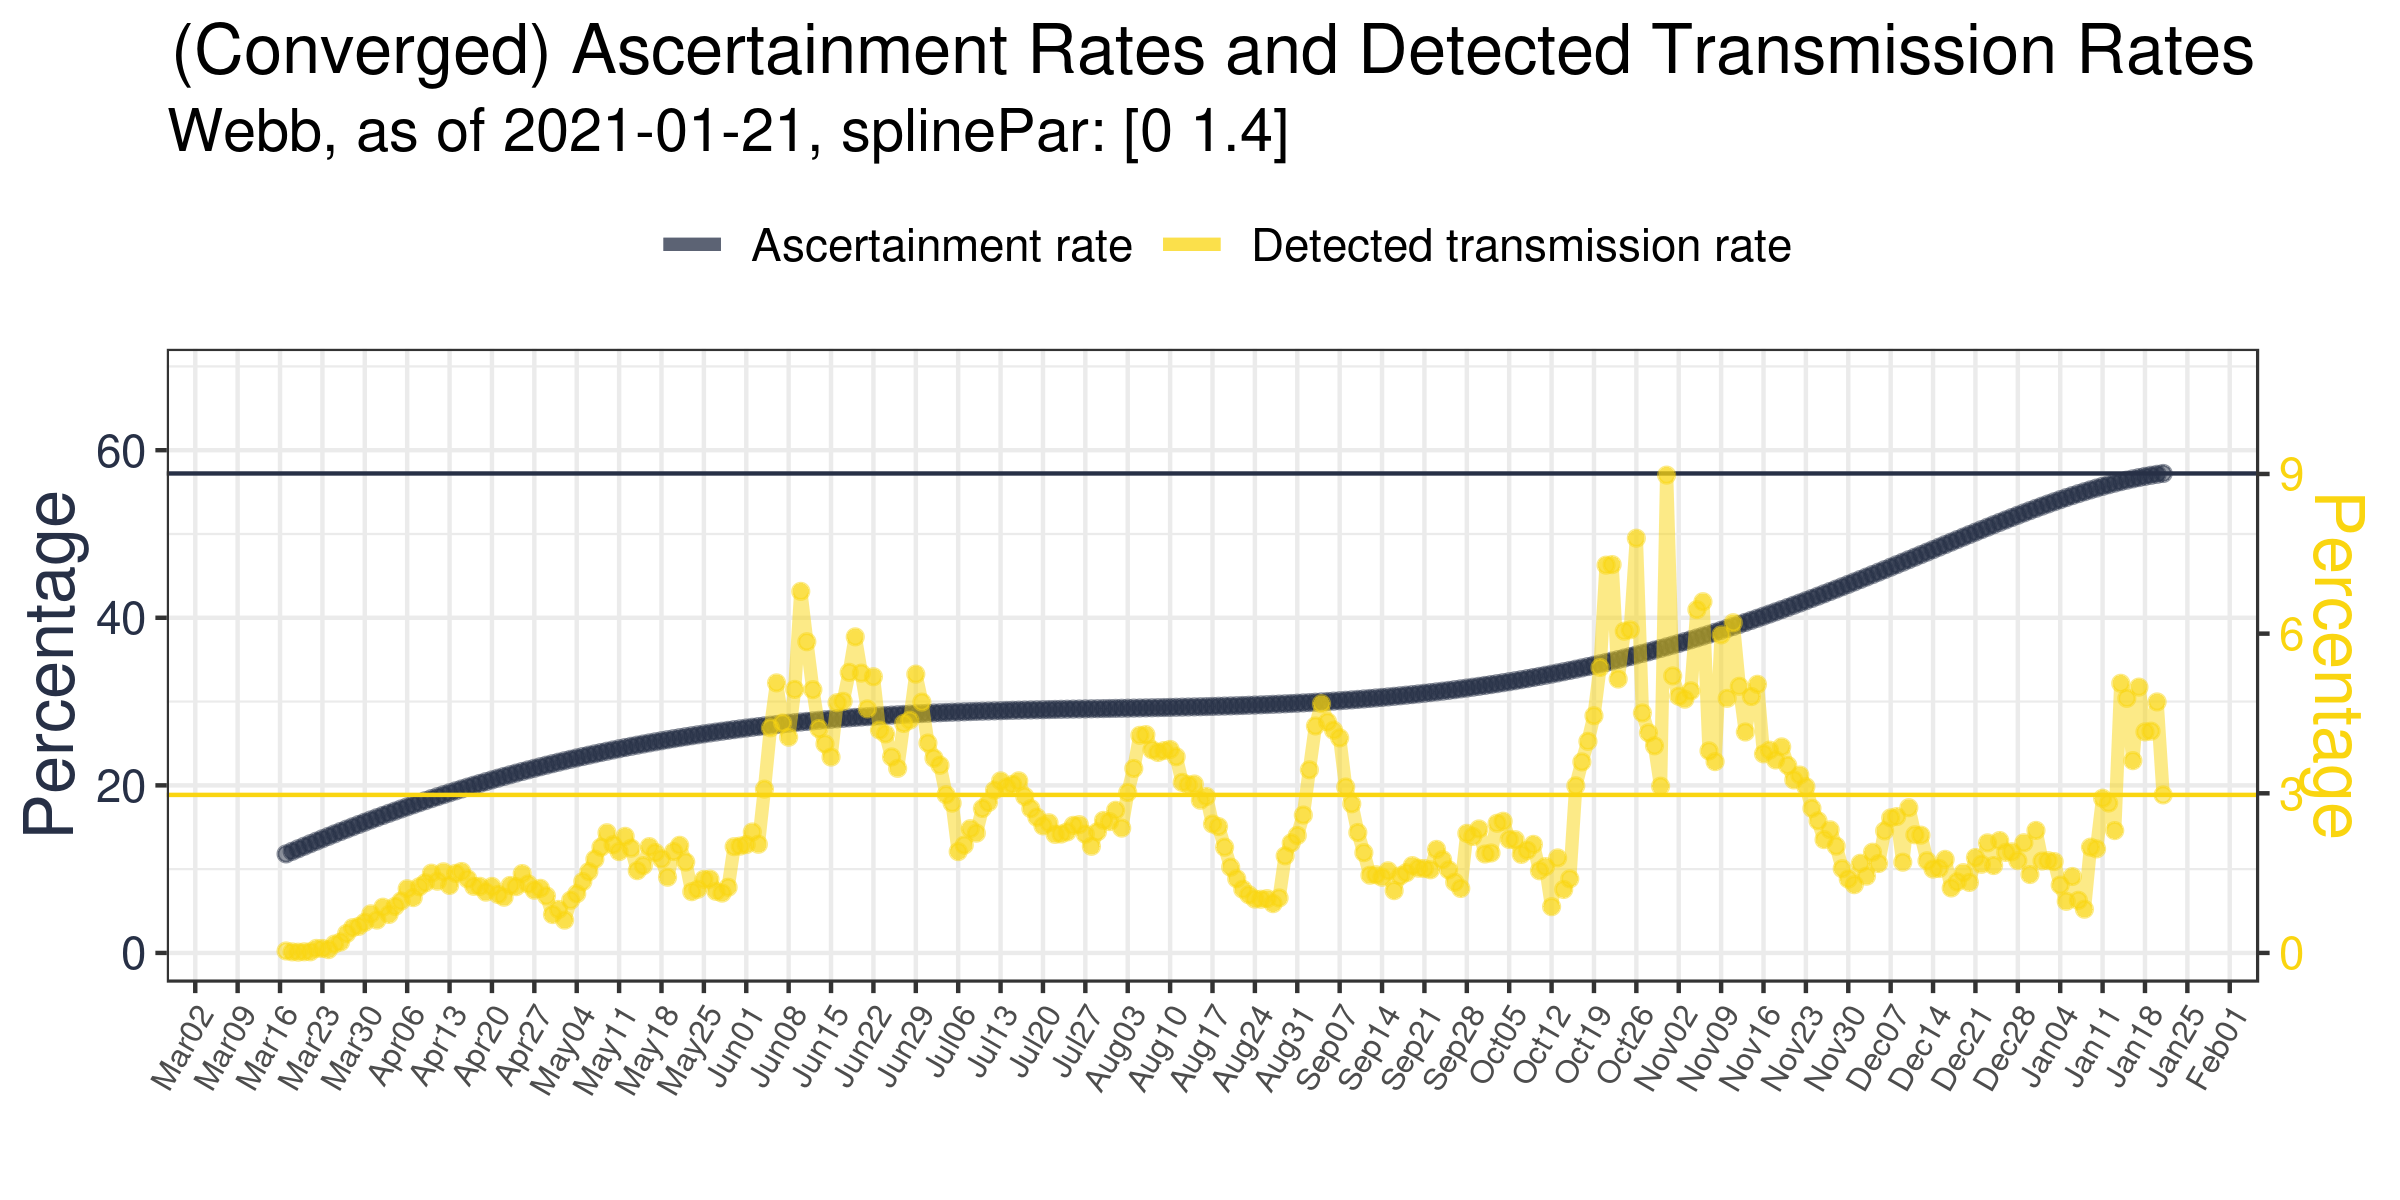 (Converged) Ascertainment Rates and Detected Transmission Rates
Webb, as of 2021-01-21, splinePar: [0 1.4]
Ascertainment rate Detected transmission rate
Percentage
60
40
20
0
9
6
3
0
Percentage
Mar02 Mar09 Mar16 Mar23 Mar30 Apr06 Apr13 Apr20 Apr27 May04 May11 May18 May25 Jun01 Jun08 Jun15 Jun22 Jun29 Jul06 Jul13 Jul20 Jul27 Aug03 Aug10 Aug17 Aug24 Aug31 Sep07 Sep14 Sep21 Sep28 Oct05 Oct12 Oct19 Oct26 Nov02 Nov09 Nov16 Nov23 Nov30 Dec07 Dec14 Dec21 Dec28 Jan04 Jan11 Jan18 Jan25 Feb01